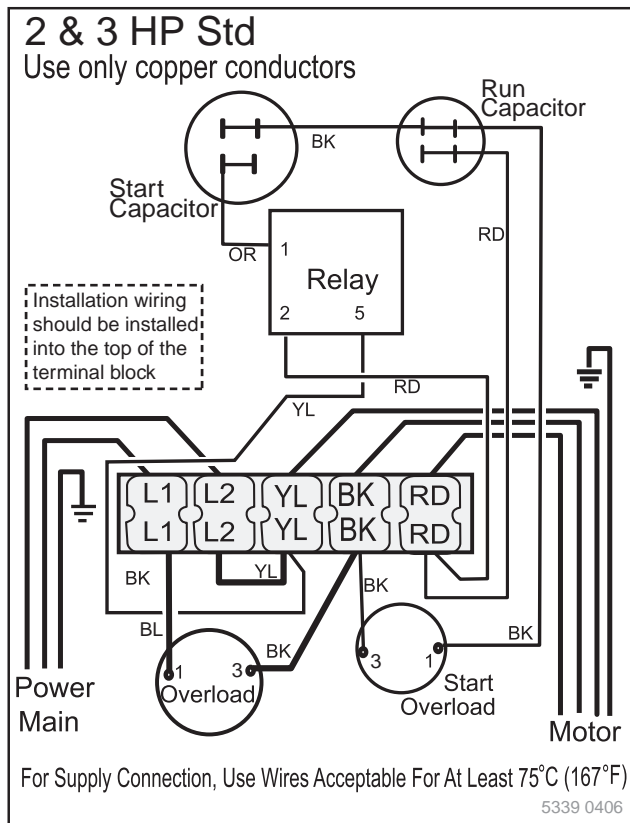 2 & 3 HP Std
Use only copper conductors
Run
Capacitor
BK
Start
Capacitor
RD
OR
1
Relay
2
5
Installation wiring
should be installed
into the top of the
terminal block
RD
YL
L1
L2
YL
BK
RD
L1
L2
YL
BK
RD
BK
YL
BK
BL
BK
BK
1
3
Overload
3
1
Start
Overload
Power
Main
Motor
For Supply Connection, Use Wires Acceptable For At Least 75°C (167°F)
5339 0406